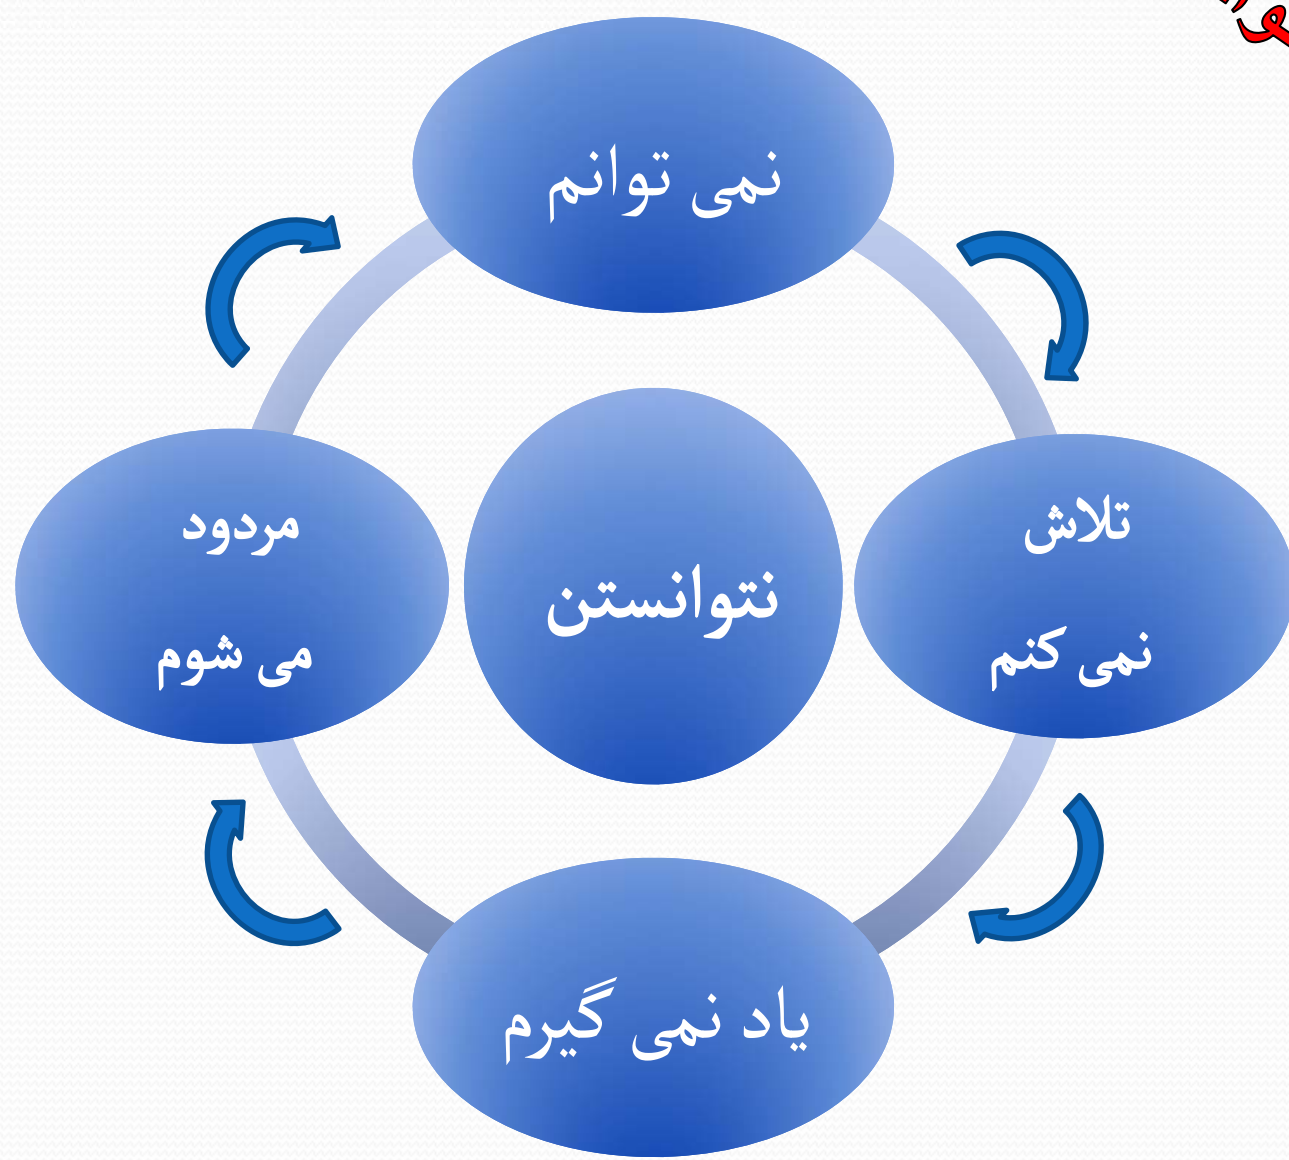 نمی توانم
تلاش
نمی کنم
نتوانستن
مردود
می شوم
یاد نمی گیرم